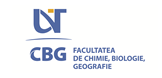 UVT
CBG
FACULTATEA
DE CHIMIE, BIOLOGIE,
GEOGRAFIE